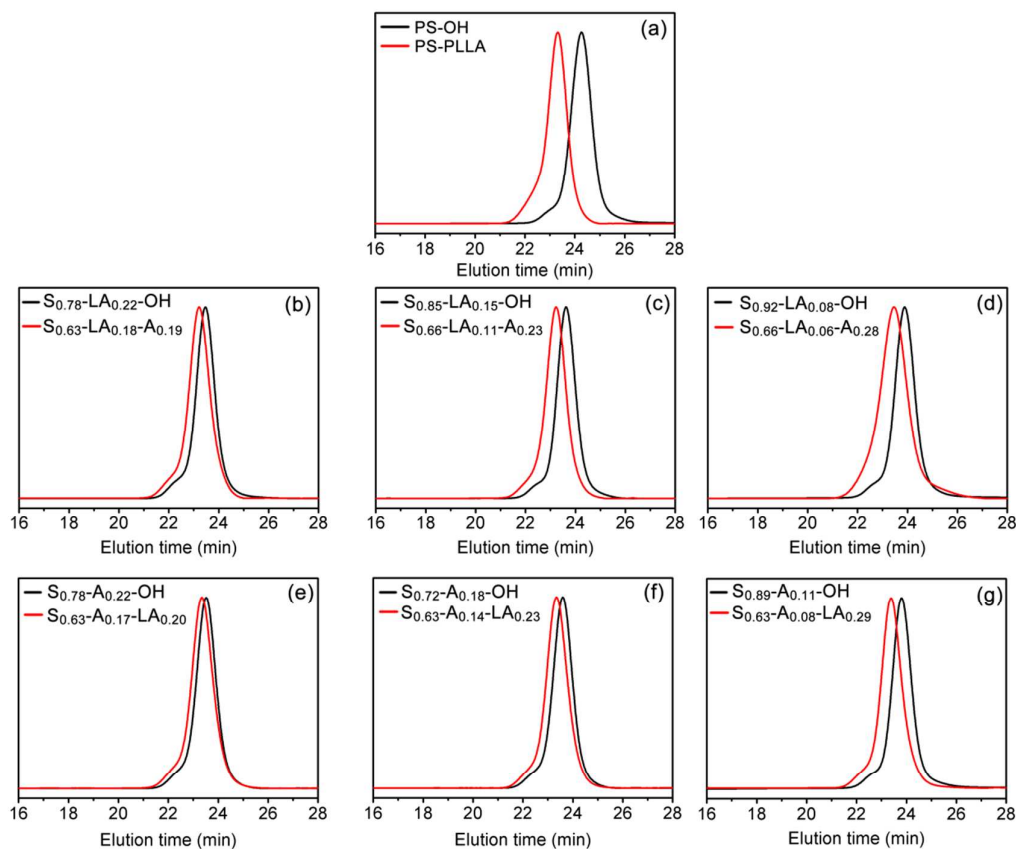 PS-OH
PS-PLLA
(a)
16 18 20 22 24 26 28
Elution time (min)
S0.78-LA0.22-OH
S0.63-LA0.18-A0.19
(b)
16 18 20 22 24 26 28
Elution time (min)
S0.85-LA0.15-OH
S0.66-LA0.11-A0.23
(c)
16 18 20 22 24 26 28
Elution time (min)
S0.92-LA0.08-OH
S0.66-LA0.06-A0.28
(d)
16 18 20 22 24 26 28
Elution time (min)
S0.78-A0.22-OH
S0.63-A0.17-LA0.20
(e)
16 18 20 22 24 26 28
Elution time (min)
S0.72-A0.18-OH
S0.63-A0.14-LA0.23
(f)
16 18 20 22 24 26 28
Elution time (min)
S0.89-A0.11-OH
S0.63-A0.08-LA0.29
(g)
16 18 20 22 24 26 28
Elution time (min)